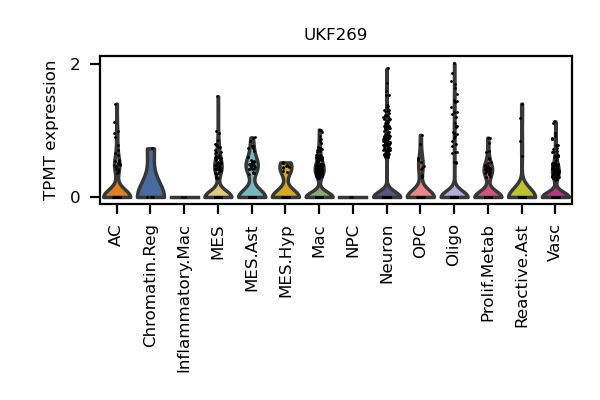 UKF269
TPMT expression
2
0
AC
Chromatin.Reg
Inflammatory.Mac
MES
MES.Ast
MES.Hyp
Mac
NPC
Neuron
OPC
Oligo
Prolif.Metab
Reactive.Ast
Vasc